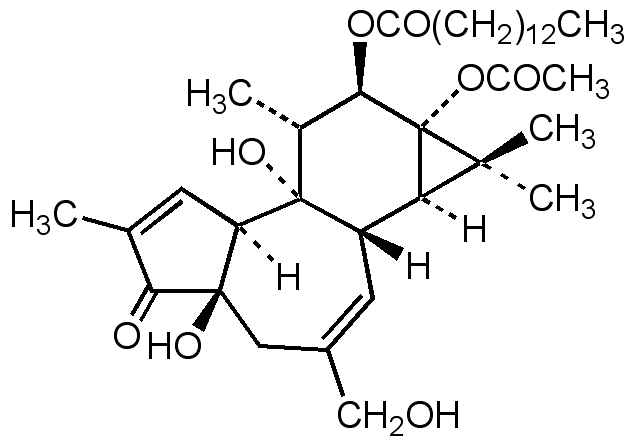 OCO(CH₂)₁₂CH₃
H₃C
OCOCH₃
CH₃
HO
CH₃
H₃C
H
H
H
O
HO
CH₂OH